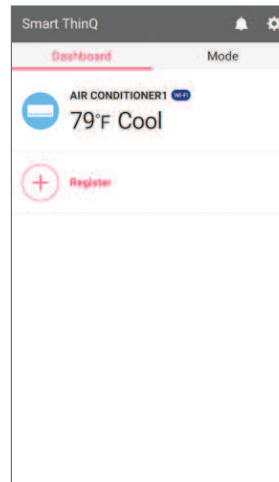 Smart ThinQ
Dashboard Mode
AIR CONDITIONER1 Wi-Fi
79°F Cool
Register